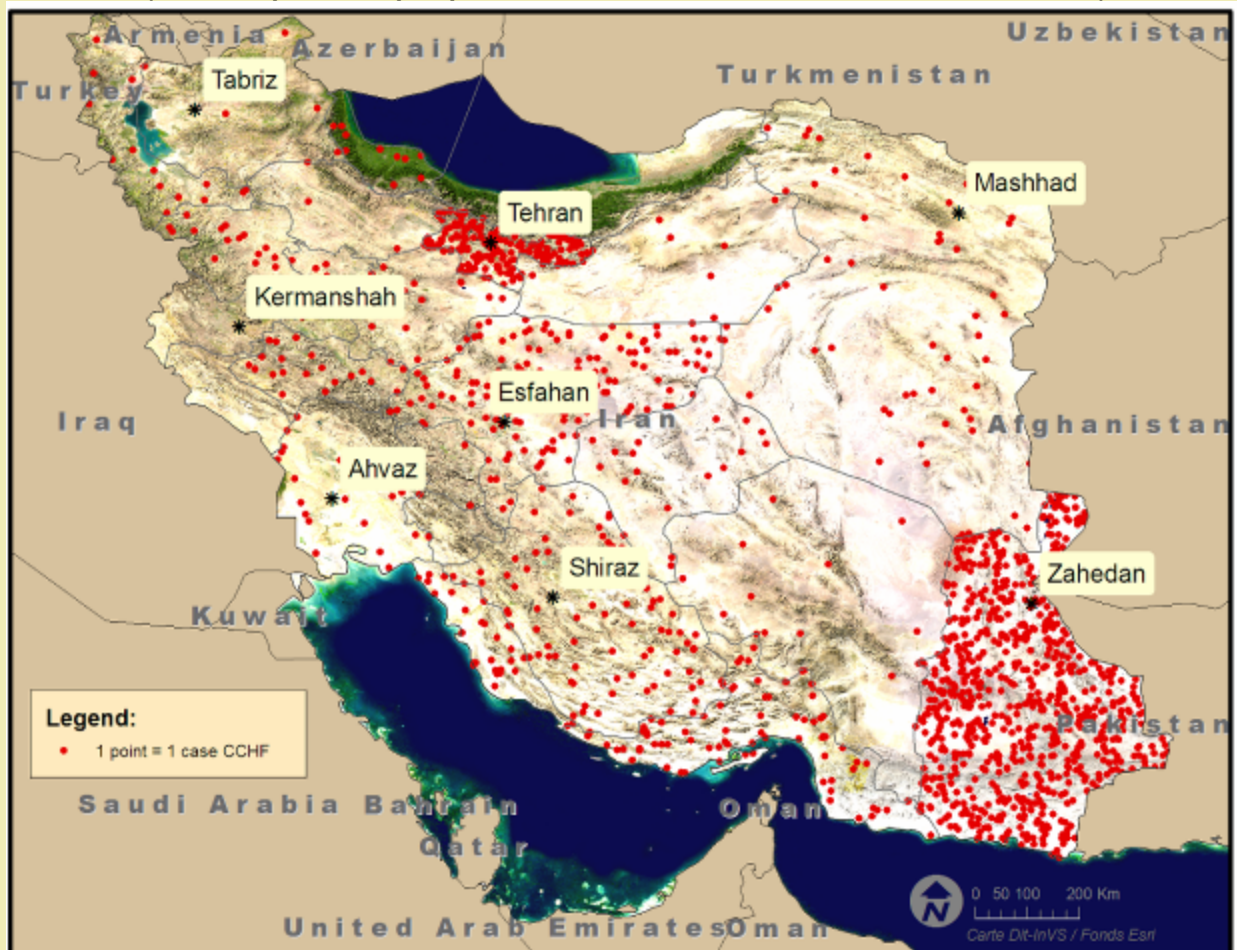 Armenia
Azerbaijan
Uzbekistan
Turkey
Tabriz
Turkmenistan
Mashhad
Tehran
Kermanshah
Esfahan
Iran
Iraq
Afghanistan
Ahvaz
Shiraz
Zahedan
Kuwait
Legend:
1 point = 1 case CCHF
Pakistan
Saudi Arabia
Bahrain
Oman
Qatar
N
0 50 100 200 Km
United Arab Emirates
Oman
Carte Dit-InVS / Fonds Esri